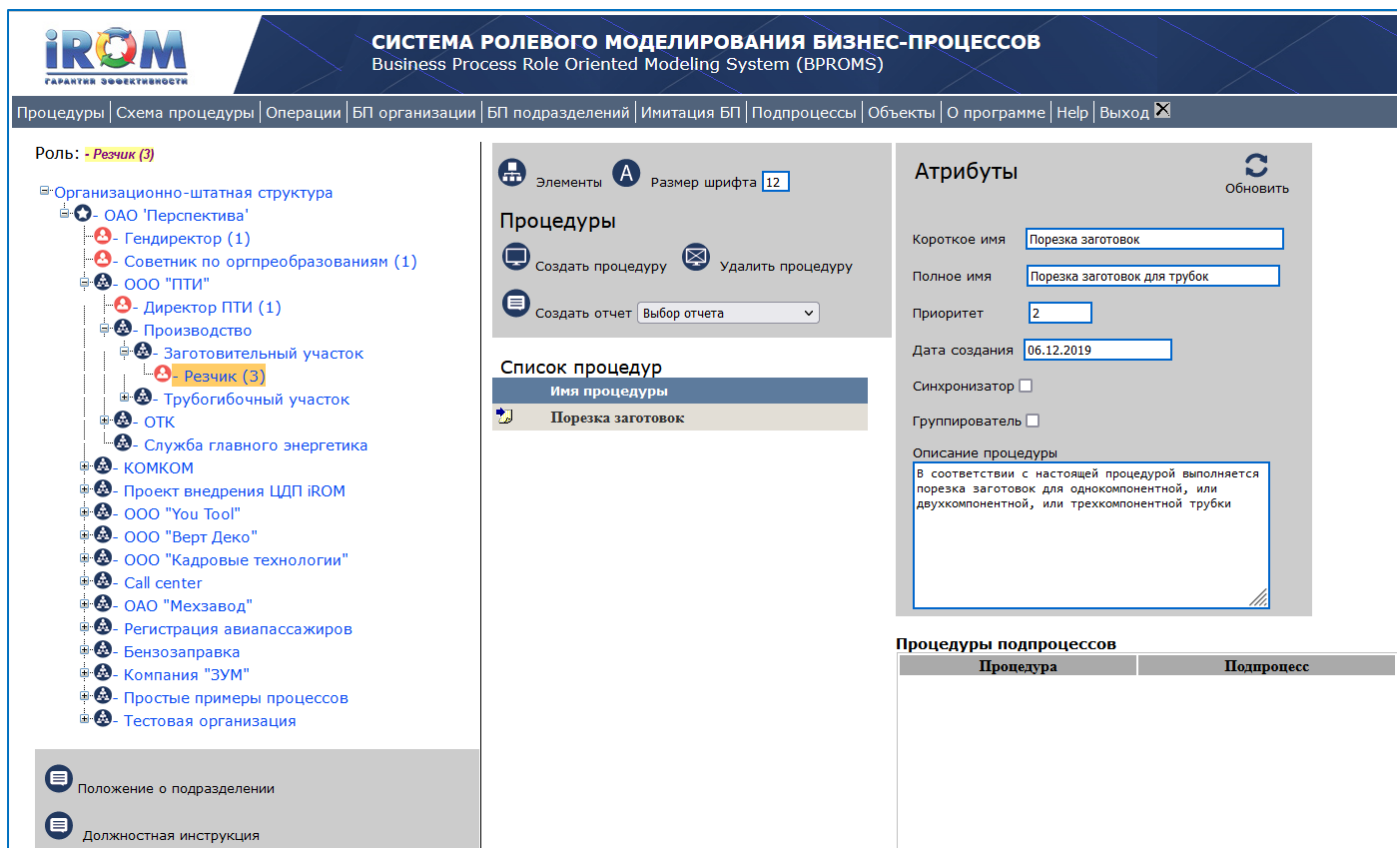 iROM
ГАРАНТИЯ ЭФФЕКТИВНОСТИ
СИСТЕМА РОЛЕВОГО МОДЕЛИРОВАНИЯ БИЗНЕС-ПРОЦЕССОВ
Business Process Role Oriented Modeling System (BPROMS)
Процедуры | Схема процедуры | Операции | БП организации | БП подразделений | Имитация БП | Подпроцессы | Объекты | О программе | Help | Выход
Роль: - Резчик (3)
Организационно-штатная структура
- ОАО 'Перспектива'
- Гендиректор (1)
- Советник по оргпреобразованиям (1)
- ООО "ПТИ"
- Директор ПТИ (1)
- Производство
- Заготовительный участок
- Резчик (3)
- Трубогибочный участок
- ОТК
- Служба главного энергетика
- КОМКОМ
- Проект внедрения ЦДП iROM
- ООО "You Tool"
- ООО "Верт Деко"
- ООО "Кадровые технологии"
- Call center
- ОАО "Мехзавод"
- Регистрация авиапассажиров
- Бензозаправка
- Компания "ЗУМ"
- Простые примеры процессов
- Тестовая организация
Положение о подразделении
Должностная инструкция
Элементы A Размер шрифта 12
Процедуры
Создать процедуру Удалить процедуру
Создать отчет Выбор отчета
Список процедур
Имя процедуры
Порезка заготовок
Атрибуты
Обновить
Короткое имя Порезка заготовок
Полное имя Порезка заготовок для трубок
Приоритет 2
Дата создания 06.12.2019
Синхронизатор
Группирователь
Описание процедуры
В соответствии с настоящей процедурой выполняется
порезка заготовок для однокомпонентной, или
двухкомпонентной, или трехкомпонентной трубки
Процедуры подпроцессов
Процедура Подпроцесс